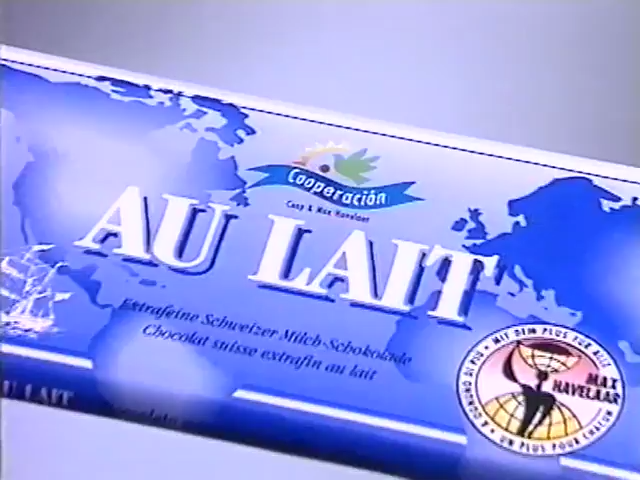 Cooperación
Coop & Max Havelaar
AU LAIT
Extrafeine Schweizer Milch-Schokolade
Chocolat suisse extrafin au lait
MIT DEM PLUS FÜR ALLE
MAX
HAVELAAR
UN PLUS POUR CHACUN
U LAIT